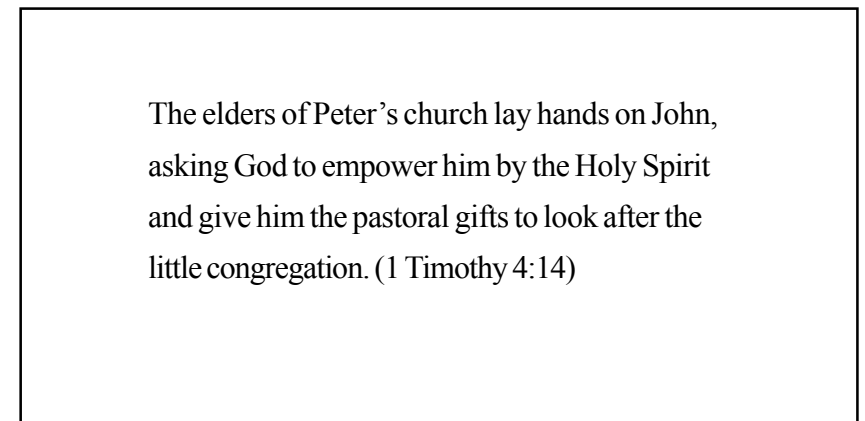 The elders of Peter’s church lay hands on John,
asking God to empower him by the Holy Spirit
and give him the pastoral gifts to look after the
little congregation. (1 Timothy 4:14)